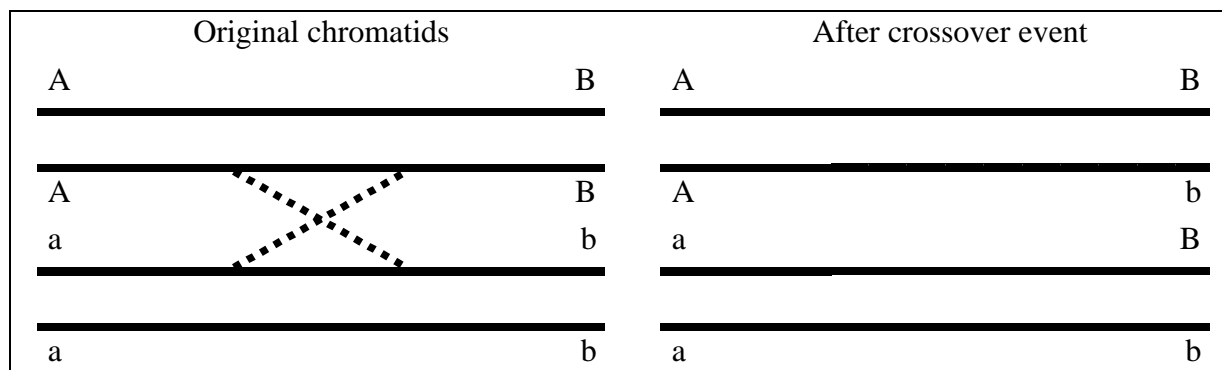 Original chromatids After crossover event
A B A B
A B A b
a b a B
a b a b